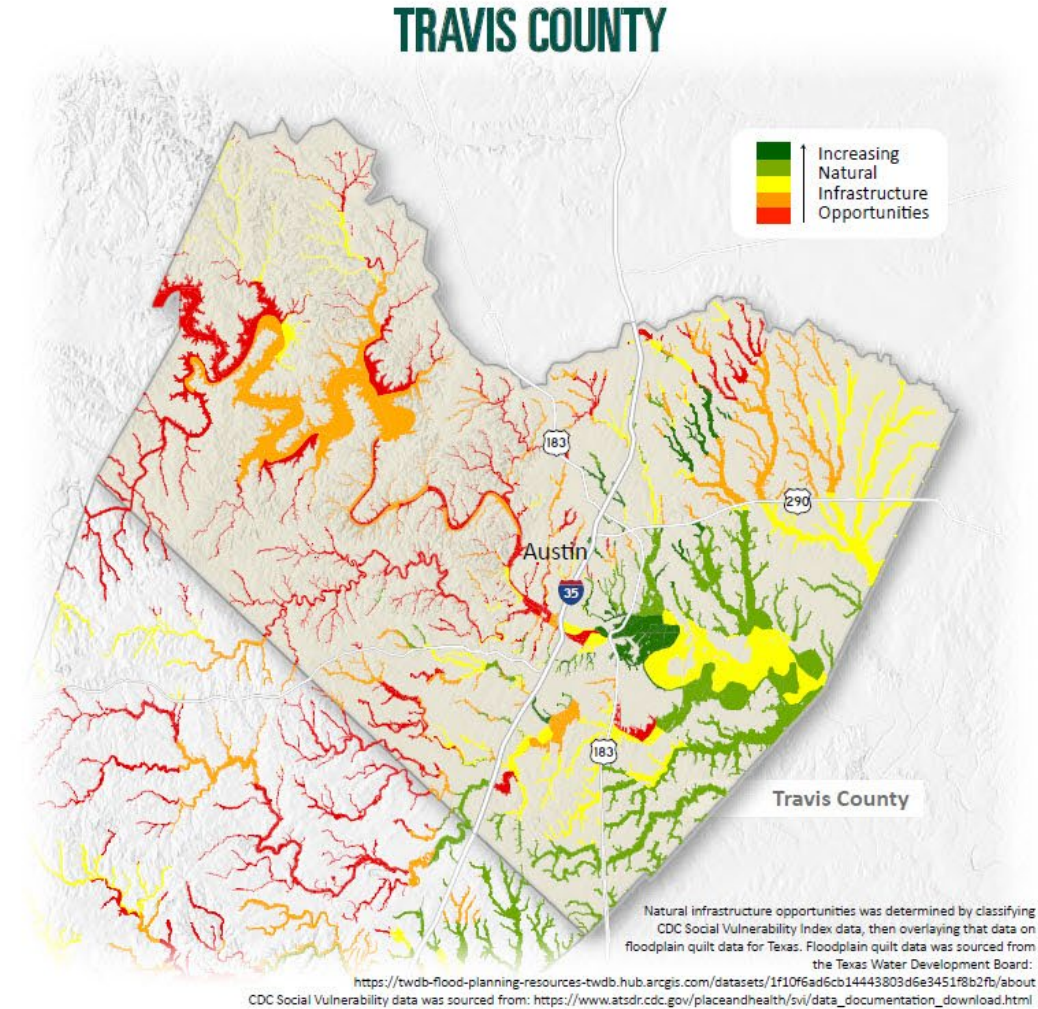 TRAVIS COUNTY
Increasing
Natural
Infrastructure
Opportunities
183
290
Austin
35
183
Travis County
Natural infrastructure opportunities was determined by classifying
CDC Social Vulnerability Index data, then overlaying that data on
floodplain quilt data for Texas. Floodplain quilt data was sourced from
the Texas Water Development Board:
https://twdb-flood-planning-resources-twdb.hub.arcgis.com/datasets/1f10f6ad6cb14443803d6e3451f8b2fb/about
CDC Social Vulnerability data was sourced from: https://www.atsdr.cdc.gov/placeandhealth/svi/data_documentation_download.html